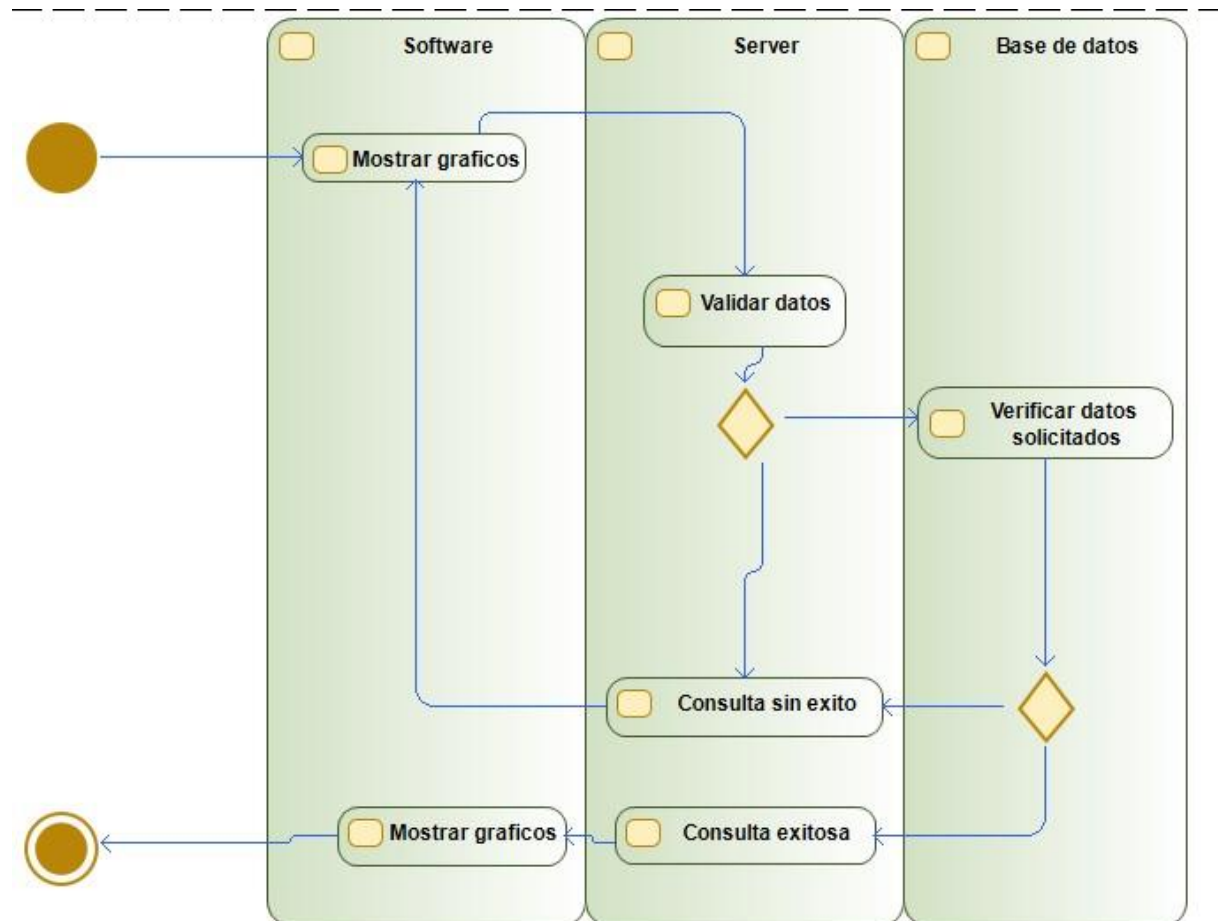 Software
Server
Base de datos
Mostrar graficos
Validar datos
Verificar datos
solicitados
Consulta sin exito
Mostrar graficos
Consulta exitosa